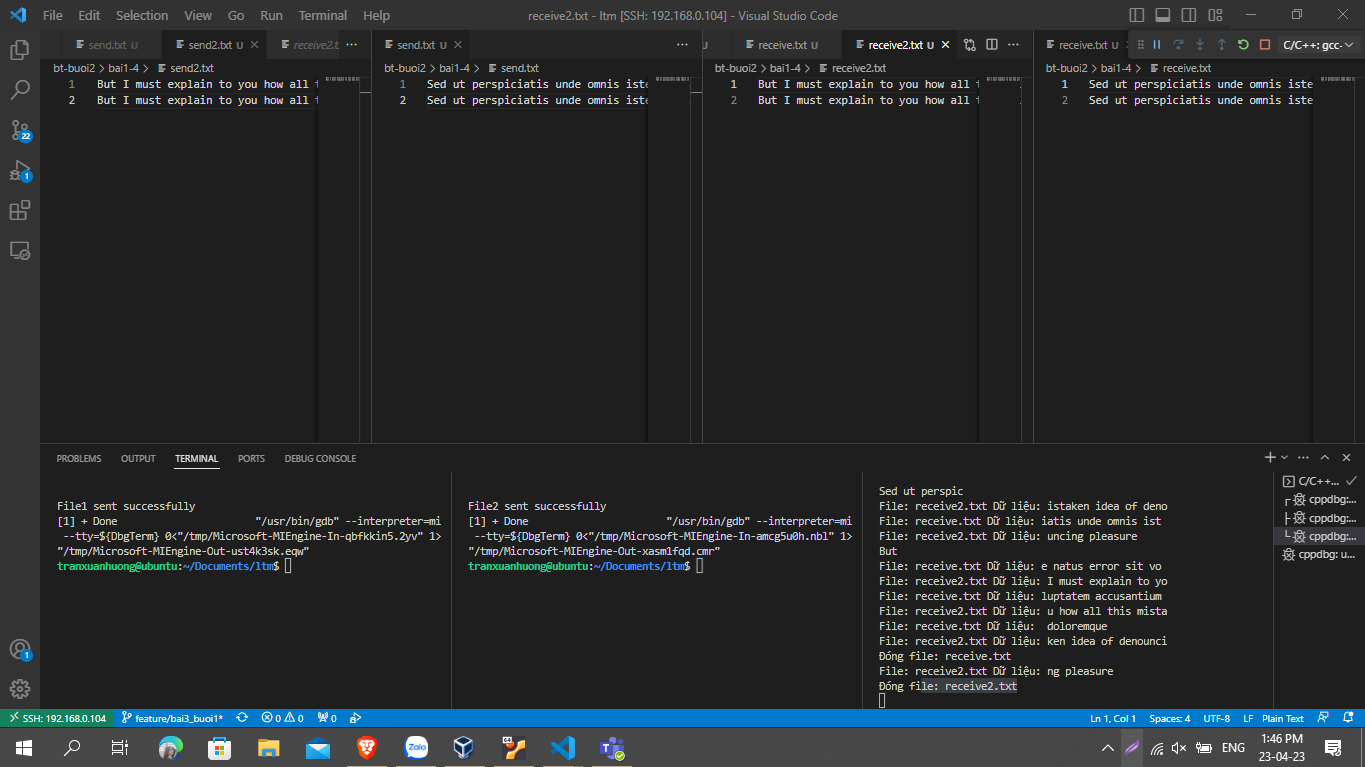 File Edit Selection View Go Run Terminal Help
receive2.txt - ltm [SSH: 192.168.0.104] - Visual Studio Code
send.txt U
send2.txt U
receive2.t
send.txt U
U
receive.txt U
receive2.txt U
receive.txt U
C/C++: gcc-
bt-buoi2 > bai1-4 > send2.txt
1 But I must explain to you how all t
2 But I must explain to you how all t
bt-buoi2 > bai1-4 > send.txt
1 Sed ut perspiciatis unde omnis iste
2 Sed ut perspiciatis unde omnis iste
bt-buoi2 > bai1-4 > receive2.txt
1 But I must explain to you how all t
2 But I must explain to you how all t
bt-buoi2 > bai1-4 > receive.txt
1 Sed ut perspiciatis unde omnis iste
2 Sed ut perspiciatis unde omnis iste
22
1
1
PROBLEMS OUTPUT TERMINAL PORTS DEBUG CONSOLE
File1 sent successfully
[1] + Done "/usr/bin/gdb" --interpreter=mi
--tty=${DbgTerm} 0<"/tmp/Microsoft-MIEngine-In-qbfkkin5.2yv" 1>
"/tmp/Microsoft-MIEngine-Out-ust4k3sk.eqw"
tranxuanhuong@ubuntu:~/Documents/ltm$
File2 sent successfully
[1] + Done "/usr/bin/gdb" --interpreter=mi
--tty=${DbgTerm} 0<"/tmp/Microsoft-MIEngine-In-amcg5u0h.nbl" 1>
"/tmp/Microsoft-MIEngine-Out-xasm1fqd.cmr"
tranxuanhuong@ubuntu:~/Documents/ltm$
Sed ut perspic
File: receive2.txt Dữ liệu: istaken idea of deno
File: receive.txt Dữ liệu: iatis unde omnis ist
File: receive2.txt Dữ liệu: uncing pleasure
But
File: receive.txt Dữ liệu: e natus error sit vo
File: receive2.txt Dữ liệu: I must explain to yo
File: receive.txt Dữ liệu: luptatem accusantium
File: receive2.txt Dữ liệu: u how all this mista
File: receive.txt Dữ liệu: doloremque
File: receive2.txt Dữ liệu: ken idea of denounci
Đóng file: receive.txt
File: receive2.txt Dữ liệu: ng pleasure
Đóng file: receive2.txt
C/C++...
cppdbg:...
cppdbg:...
cppdbg:...
cppdbg: u...
SSH: 192.168.0.104 feature/bai3_buoi1* 0 0 0
Ln 1, Col 1 Spaces: 4 UTF-8 LF Plain Text
Zalo
64
ENG
1:46 PM
23-04-23